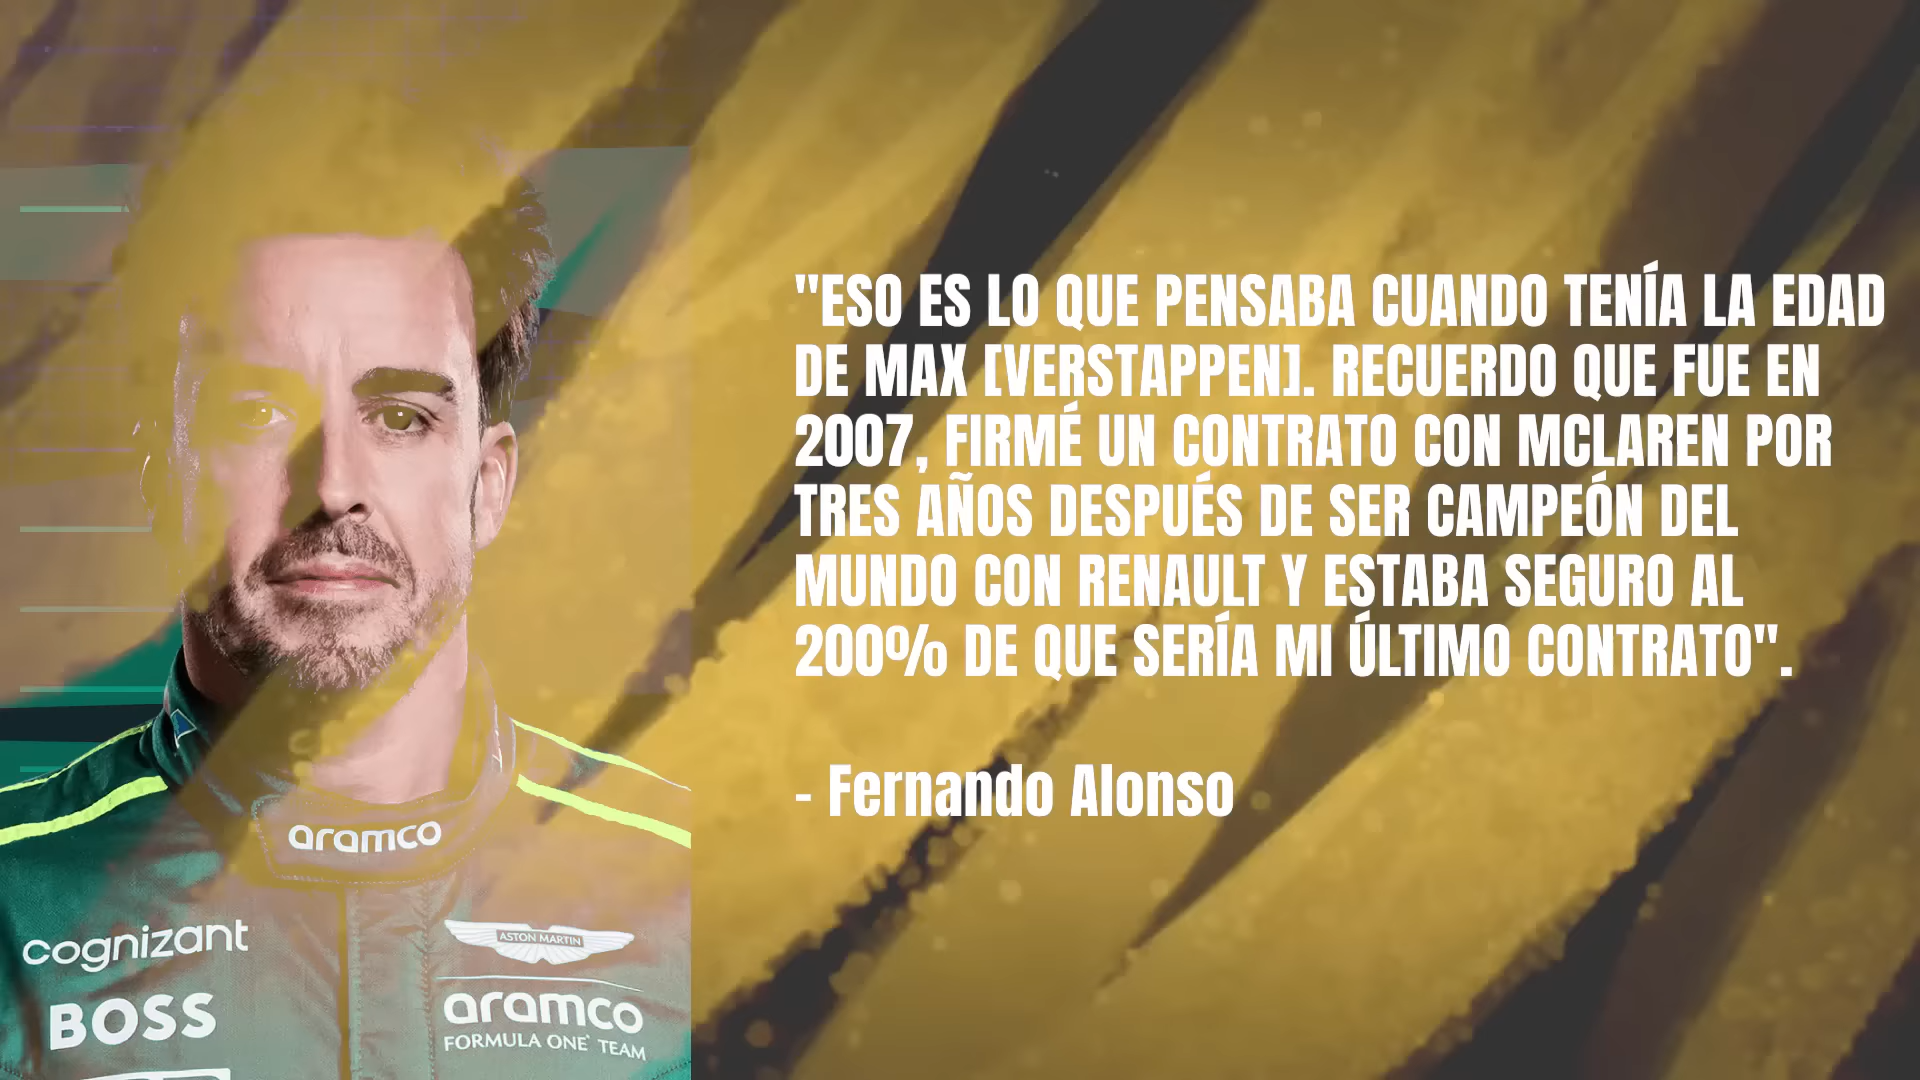 "ESO ES LO QUE PENSABA CUANDO TENÍA LA EDAD
DE MAX [VERSTAPPEN]. RECUERDO QUE FUE EN
2007, FIRMÉ UN CONTRATO CON MCLAREN POR
TRES AÑOS DESPUÉS DE SER CAMPEÓN DEL
MUNDO CON RENAULT Y ESTABA SEGURO AL
200% DE QUE SERÍA MI ÚLTIMO CONTRATO".
- Fernando Alonso
aramco
cognizant
BOSS
ASTON MARTIN
aramco
FORMULA ONE TEAM